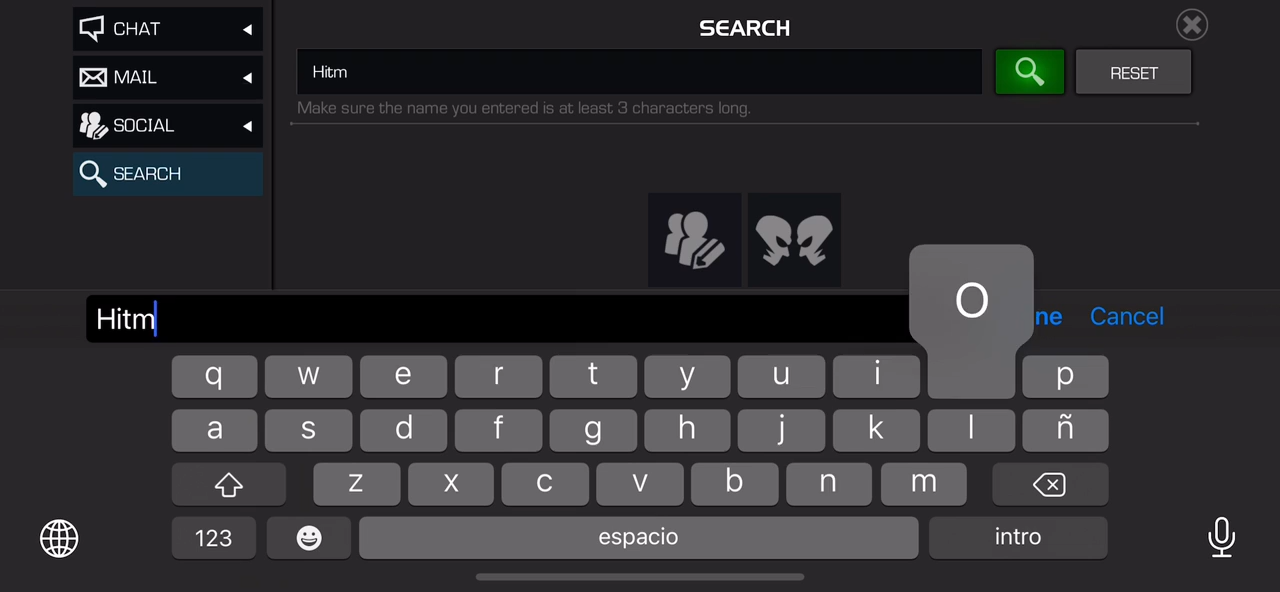 CHAT
MAIL
SOCIAL
SEARCH
SEARCH
Hitm
RESET
Make sure the name you entered is at least 3 characters long.
Hitm
O
ne
Cancel
q w e r t y u i p
a s d f g h j k l ñ
z x c v b n m
123
espacio
intro